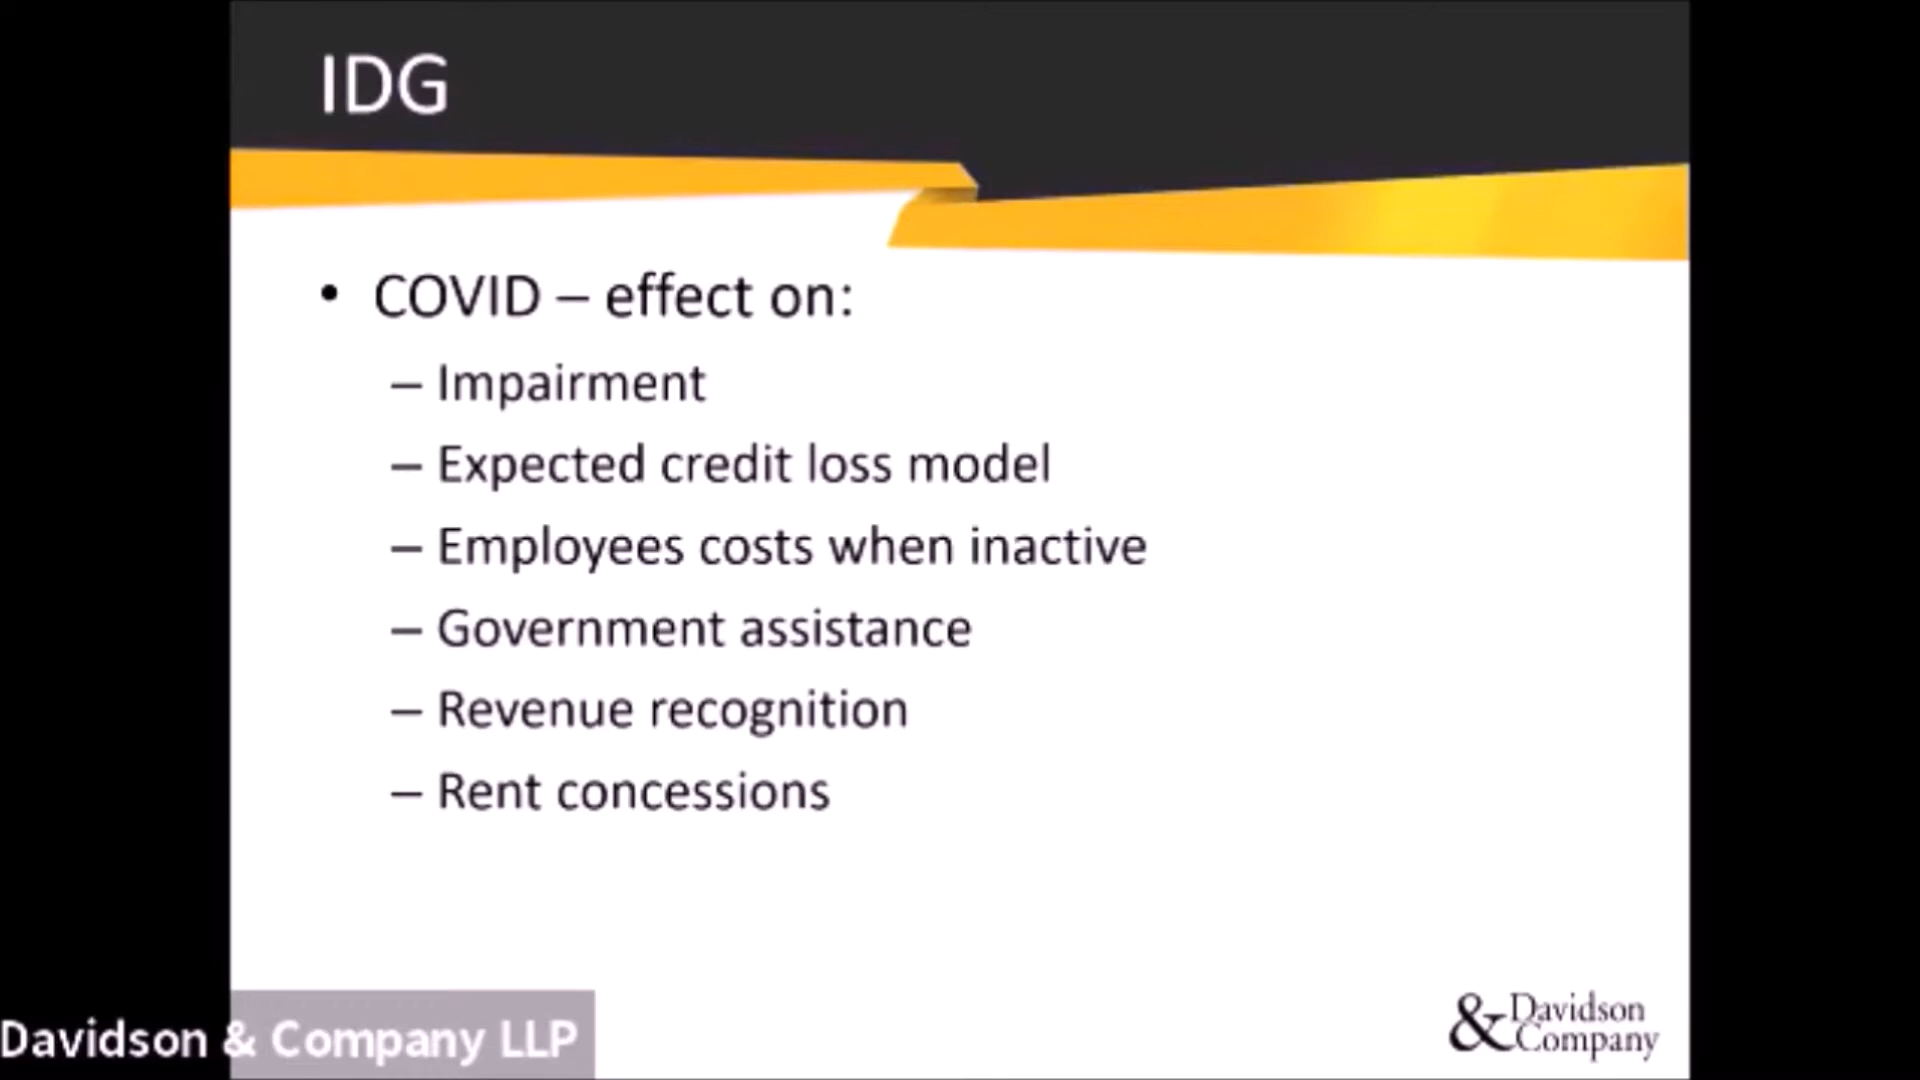 IDG
• COVID – effect on:
– Impairment
– Expected credit loss model
– Employees costs when inactive
– Government assistance
– Revenue recognition
– Rent concessions
Davidson & Company LLP
& Davidson
Company